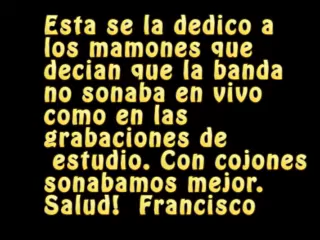 Esta se la dedico a
los mamones que
decian que la banda
no sonaba en vivo
como en las
grabaciones de
estudio. Con cojones
sonabamos mejor.
Salud! Francisco